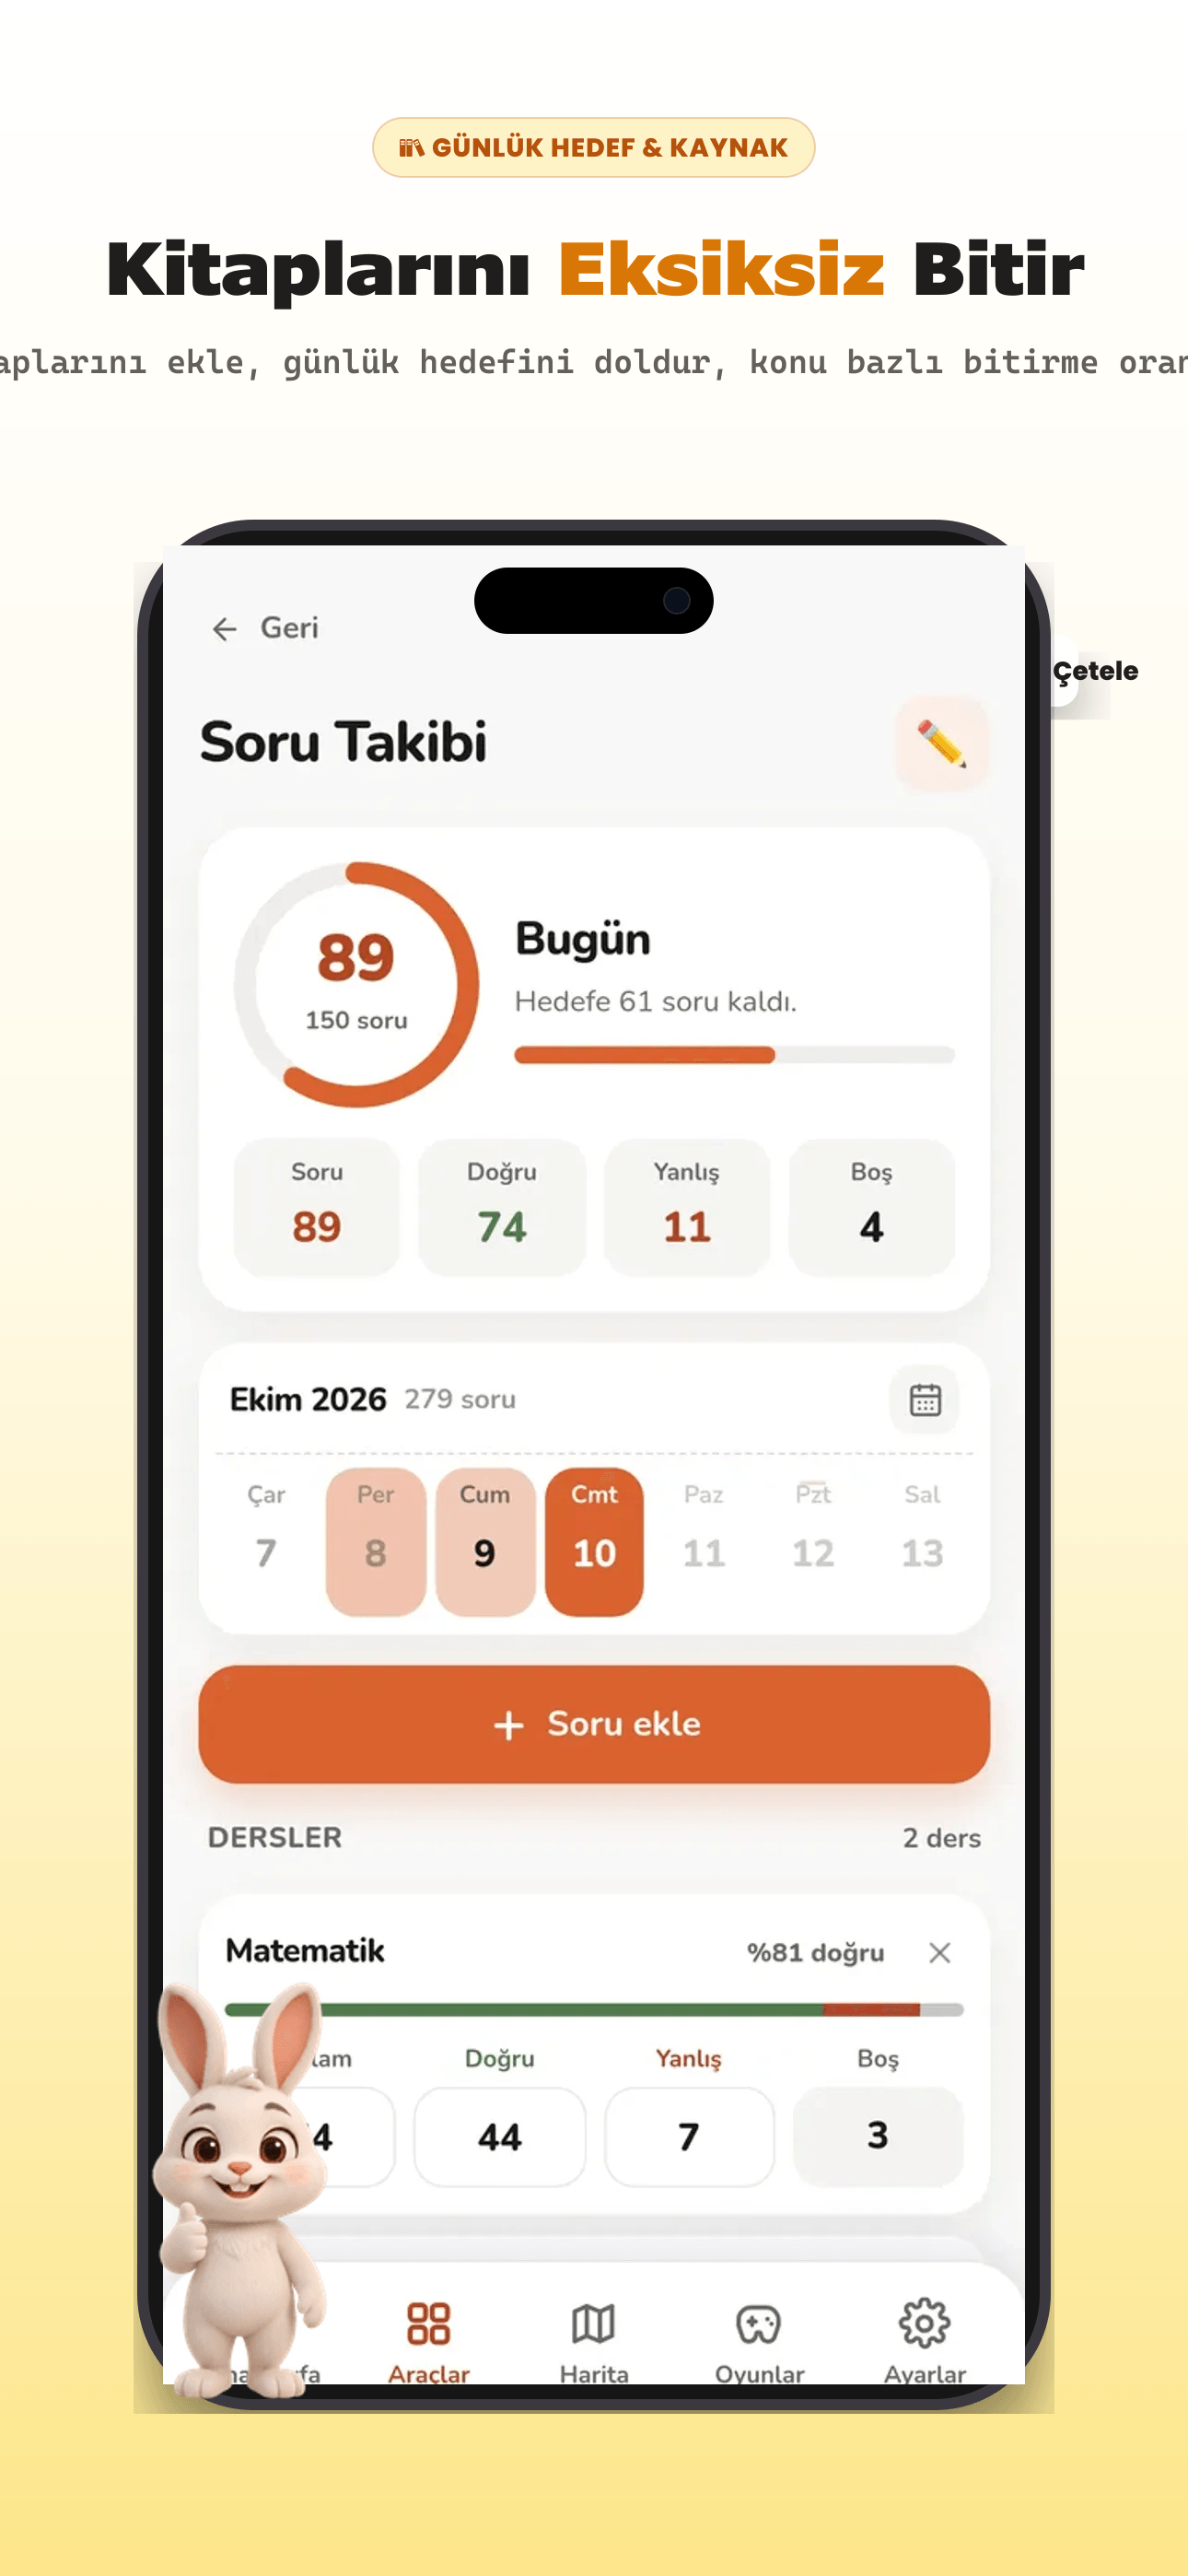 GÜNLÜK HEDEF & KAYNAK
Kitaplarını Eksiksiz Bitir
aplarını ekle, günlük hedefini doldur, konu bazlı bitirme oran
Geri
Çetele
Soru Takibi
89
150 soru
Bugün
Hedefe 61 soru kaldı.
Soru Doğru Yanlış Boş
89 74 11 4
Ekim 2026 279 soru
Çar Per Cum Cmt Paz Pzt Sal
7 8 9 10 11 12 13
+ Soru ekle
DERSLER 2 ders
Matematik %81 doğru
lam Doğru Yanlış Boş
4 44 7 3
Araçlar Harita Oyunlar Ayarlar